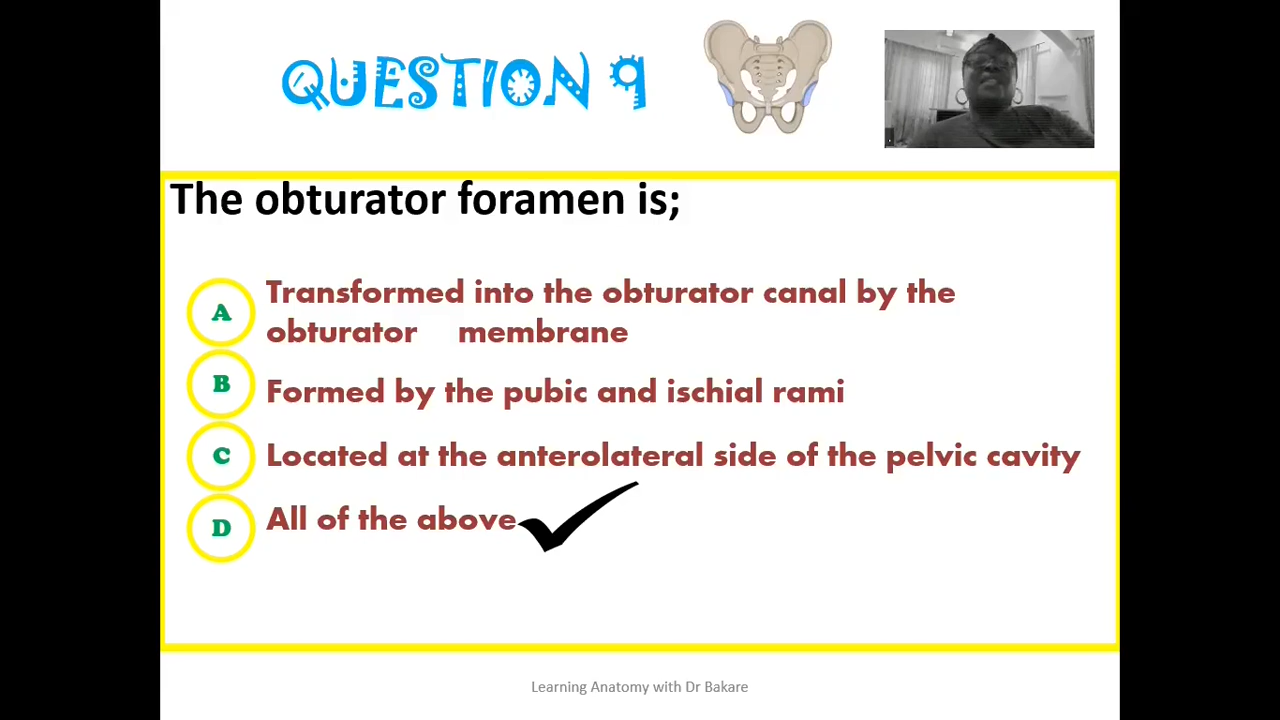 QUESTION 9
The obturator foramen is;
A Transformed into the obturator canal by the
obturator membrane
B Formed by the pubic and ischial rami
C Located at the anterolateral side of the pelvic cavity
D All of the above
Learning Anatomy with Dr Bakare